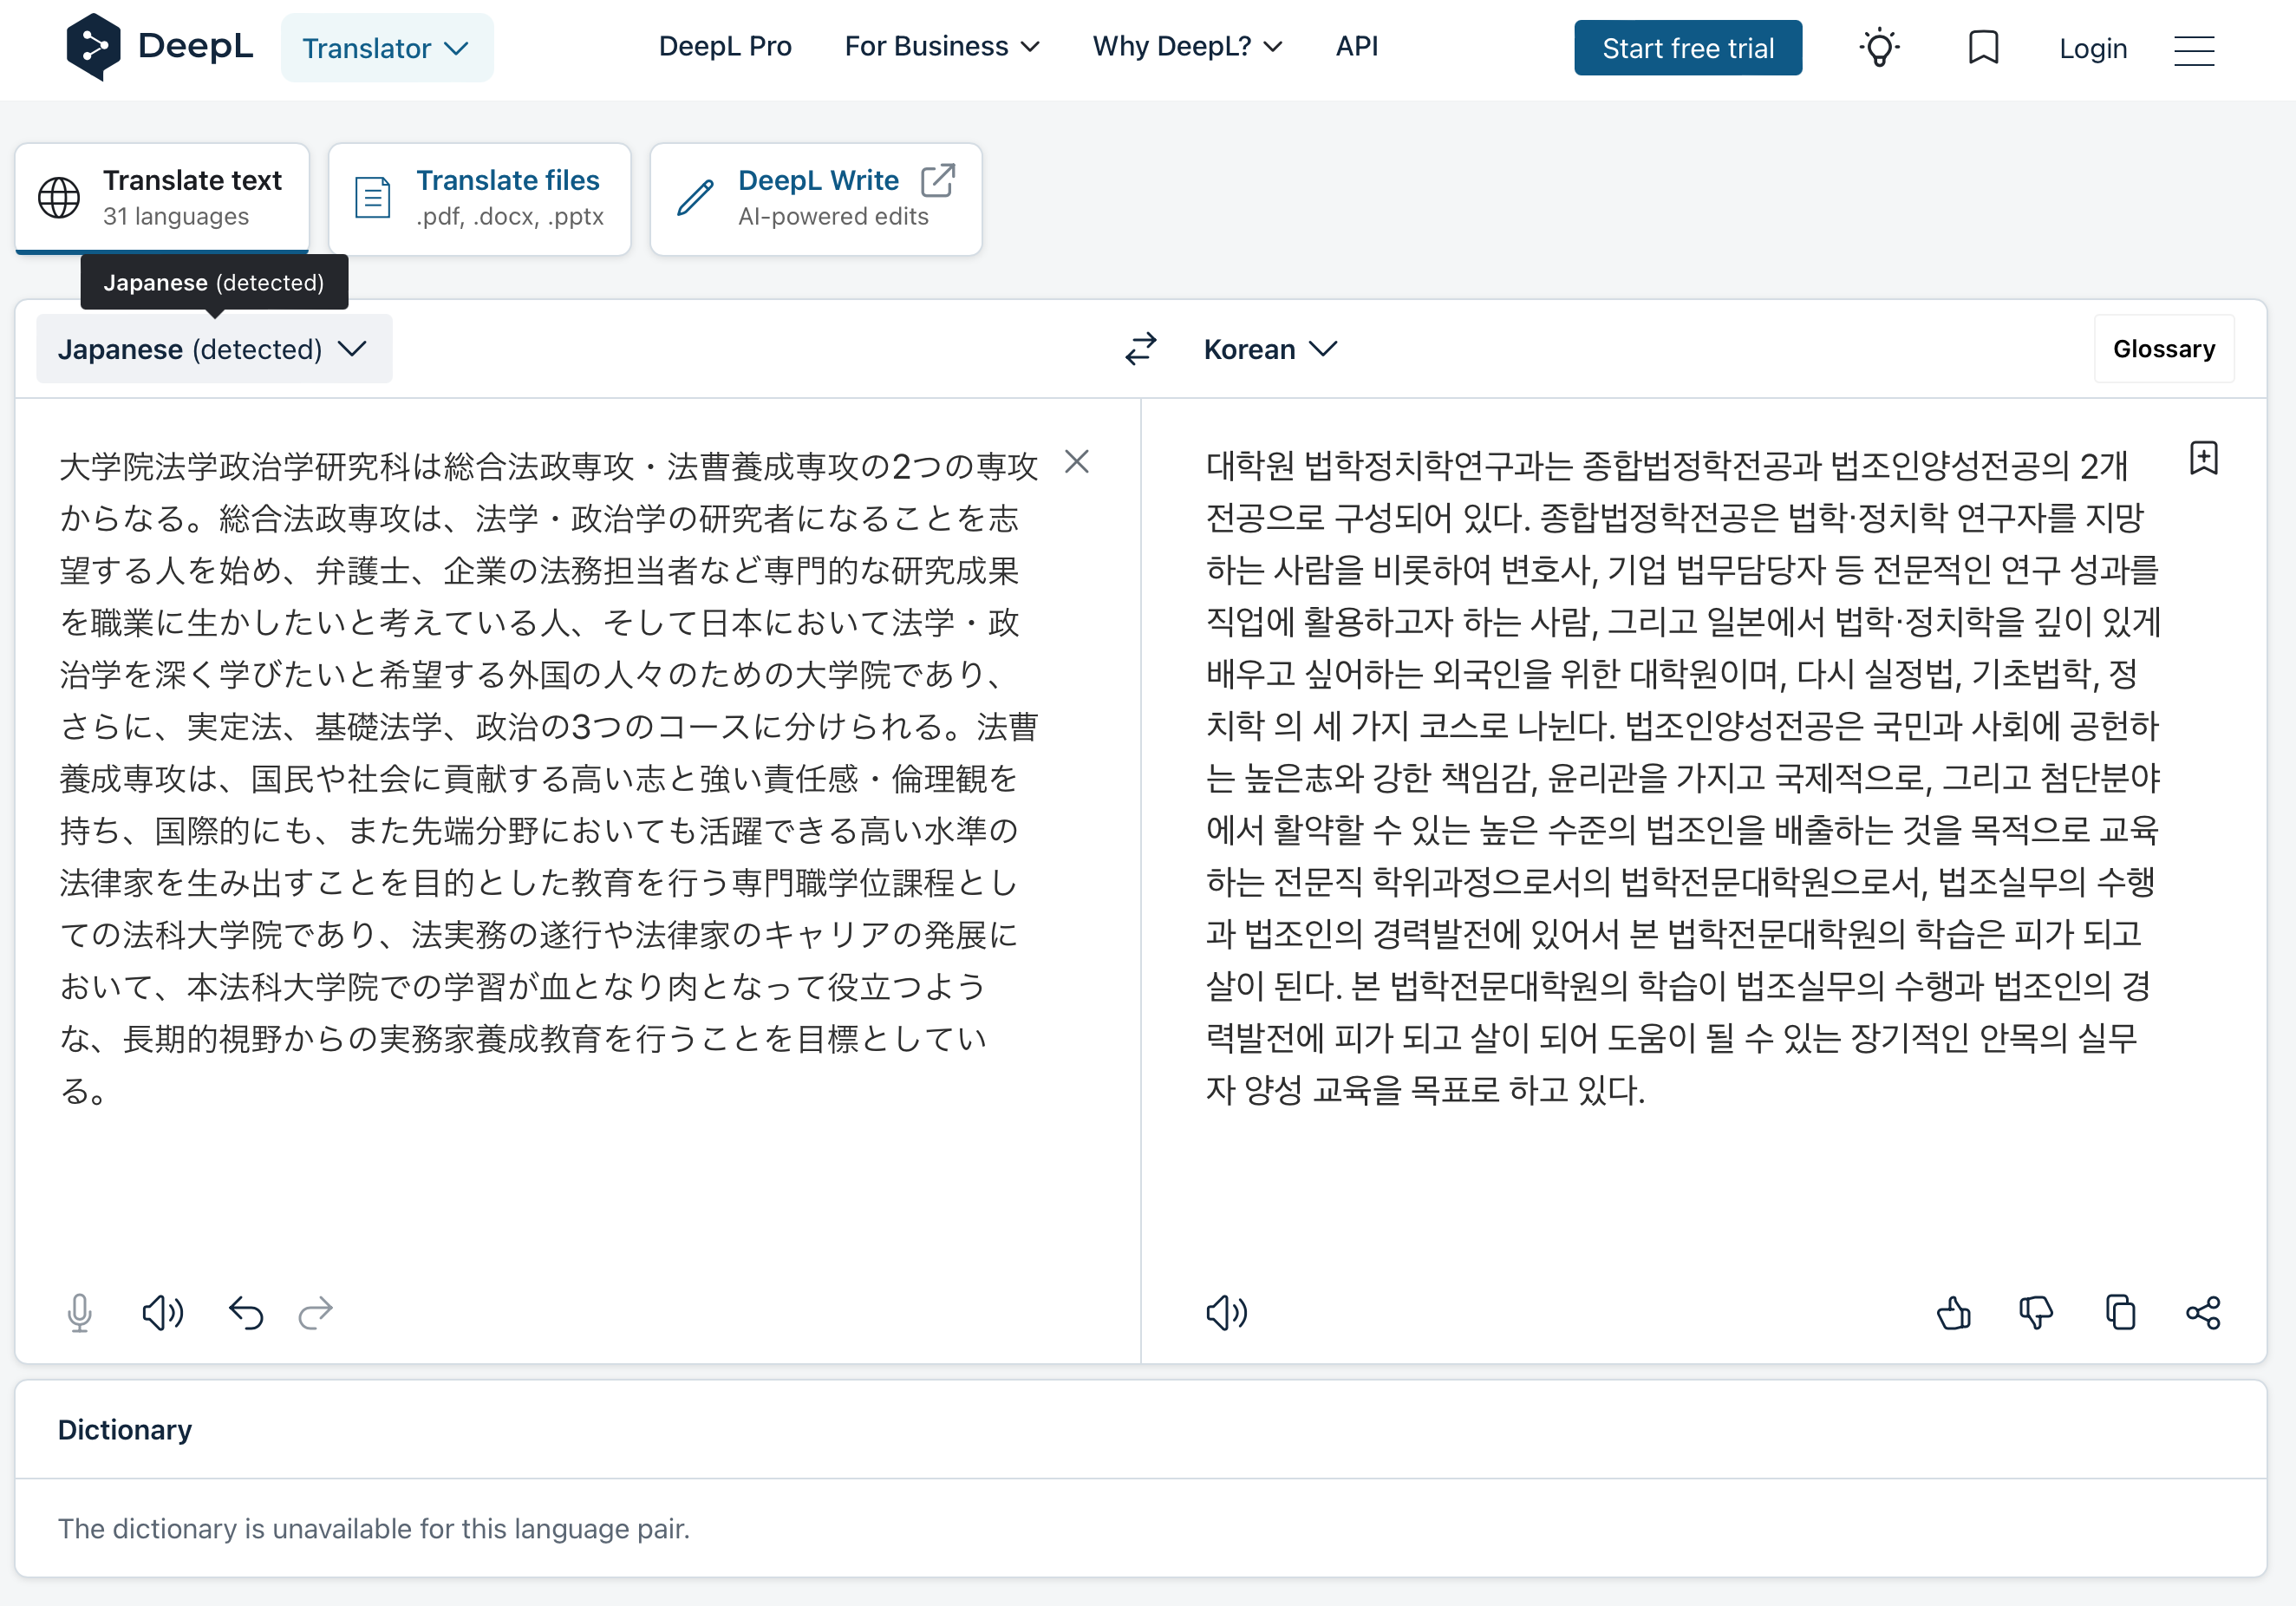 DeepL
Translator
DeepL Pro
For Business
Why DeepL?
API
Start free trial
Login
Translate text
31 languages
Translate files
.pdf, .docx, .pptx
DeepL Write
AI-powered edits
Japanese (detected)
Japanese (detected)
Korean
Glossary
大学院法学政治学研究科は総合法政専攻・法曹養成専攻の2つの専攻
からなる。総合法政専攻は、法学・政治学の研究者になることを志
望する人を始め、弁護士、企業の法務担当者など専門的な研究成果
を職業に生かしたいと考えている人、そして日本において法学・政
治学を深く学びたいと希望する外国の人々のための大学院であり、
さらに、実定法、基礎法学、政治の3つのコースに分けられる。法曹
養成専攻は、国民や社会に貢献する高い志と強い責任感・倫理観を
持ち、国際的にも、また先端分野においても活躍できる高い水準の
法律家を生み出すことを目的とした教育を行う専門職学位課程とし
ての法科大学院であり、法実務の遂行や法律家のキャリアの発展に
おいて、本法科大学院での学習が血となり肉となって役立つよう
な、長期的視野からの実務家養成教育を行うことを目標としてい
る。
대학원 법학정치학연구과는 종합법정학전공과 법조인양성전공의 2개
전공으로 구성되어 있다. 종합법정학전공은 법학·정치학 연구자를 지망
하는 사람을 비롯하여 변호사, 기업 법무담당자 등 전문적인 연구 성과를
직업에 활용하고자 하는 사람, 그리고 일본에서 법학·정치학을 깊이 있게
배우고 싶어하는 외국인을 위한 대학원이며, 다시 실정법, 기초법학, 정
치학 의 세 가지 코스로 나뉜다. 법조인양성전공은 국민과 사회에 공헌하
는 높은志와 강한 책임감, 윤리관을 가지고 국제적으로, 그리고 첨단분야
에서 활약할 수 있는 높은 수준의 법조인을 배출하는 것을 목적으로 교육
하는 전문직 학위과정으로서의 법학전문대학원으로서, 법조실무의 수행
과 법조인의 경력발전에 있어서 본 법학전문대학원의 학습은 피가 되고
살이 된다. 본 법학전문대학원의 학습이 법조실무의 수행과 법조인의 경
력발전에 피가 되고 살이 되어 도움이 될 수 있는 장기적인 안목의 실무
자 양성 교육을 목표로 하고 있다.
Dictionary
The dictionary is unavailable for this language pair.